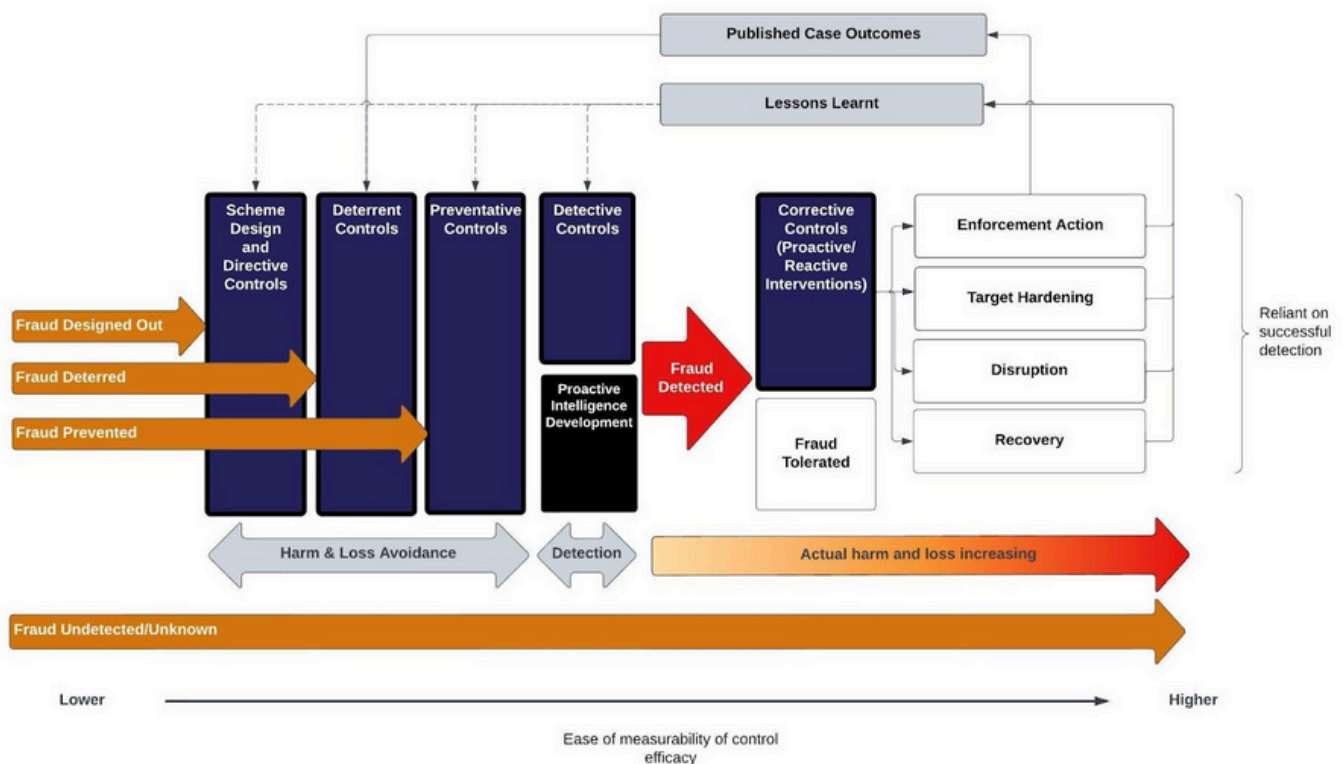 Published Case Outcomes
Lessons Learnt
Scheme
Design
and
Directive
Controls
Deterrent
Controls
Preventative
Controls
Detective
Controls
Corrective
Controls
(Proactive/
Reactive
Interventions)
Enforcement Action
Target Hardening
Disruption
Recovery
Reliant on
successful
detection
Fraud Designed Out
Fraud Deterred
Fraud Prevented
Proactive
Intelligence
Development
Fraud
Detected
Fraud
Tolerated
Harm & Loss Avoidance
Detection
Actual harm and loss increasing
Fraud Undetected/Unknown
Lower
Higher
Ease of measurability of control
efficacy